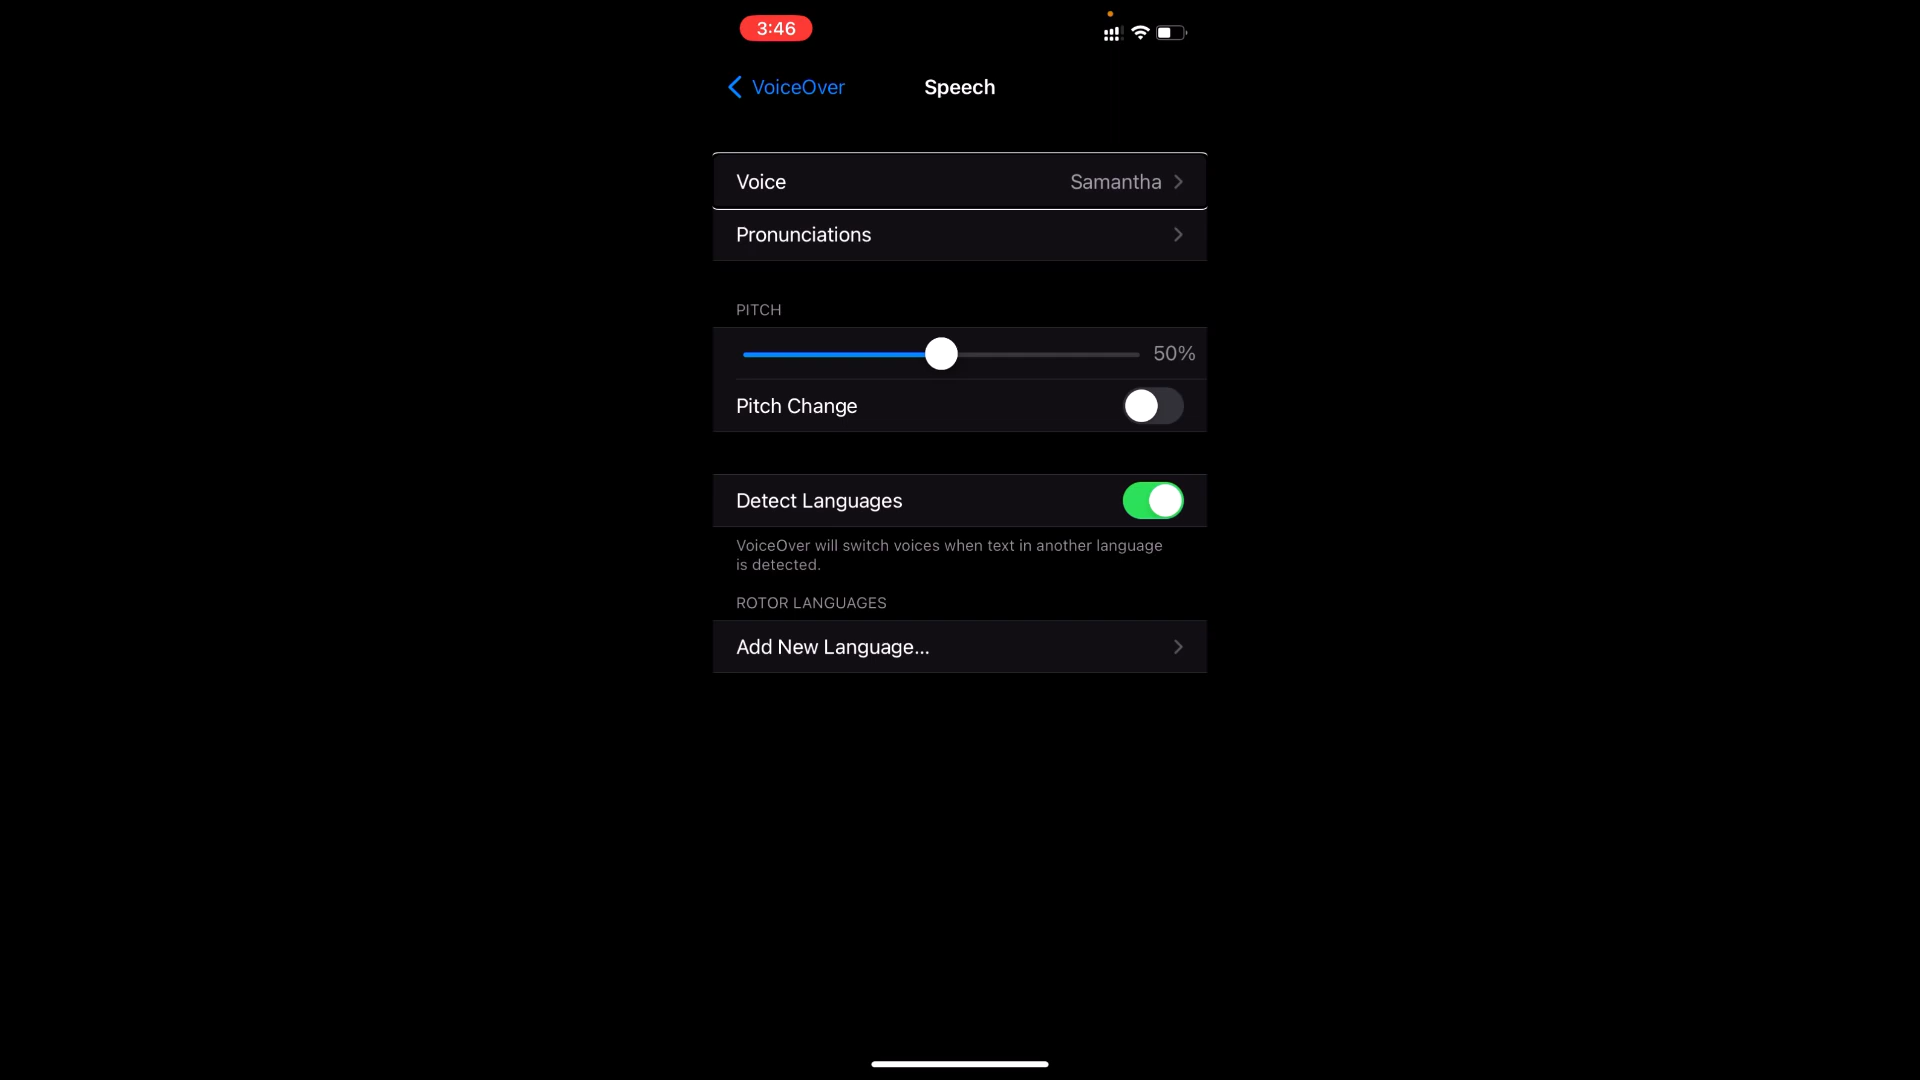 3:46
VoiceOver
Speech
Voice Samantha
Pronunciations
PITCH
50%
Pitch Change
Detect Languages
VoiceOver will switch voices when text in another language
is detected.
ROTOR LANGUAGES
Add New Language...